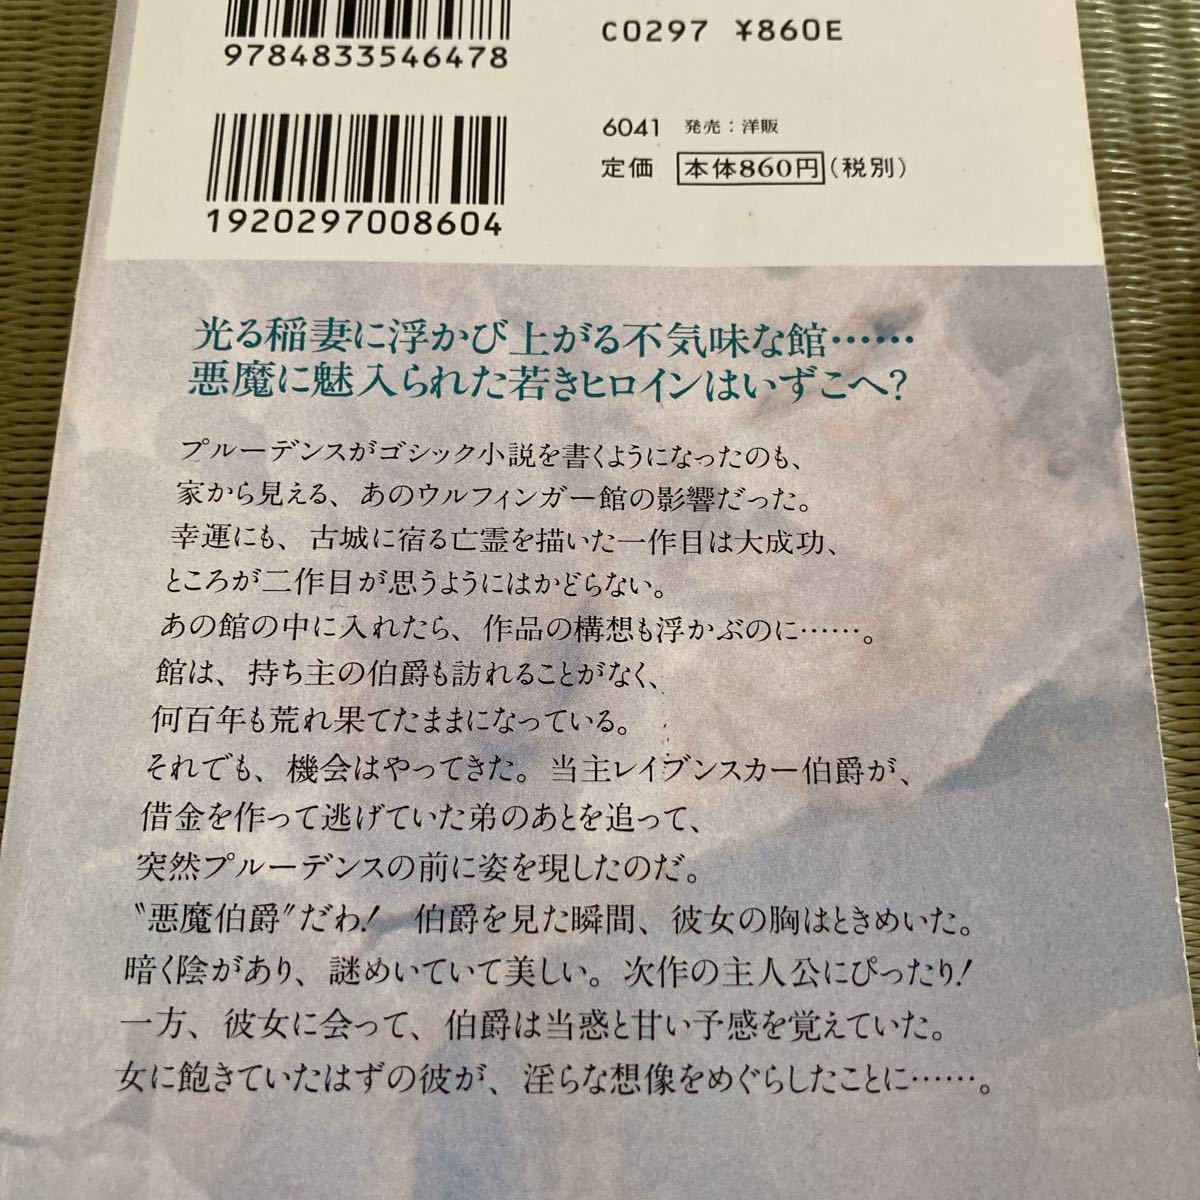 9784833546478
C0297 ¥860E
1920297008604
6041 発売：洋販
定価 本体860円(税別)
光る稲妻に浮かび上がる不気味な館……
悪魔に魅入られた若きヒロインはいずこへ?
プルーデンスがゴシック小説を書くようになったのも、
家から見える、あのウルフィンガー館の影響だった。
幸運にも、古城に宿る亡霊を描いた一作目は大成功、
ところが二作目が思うようにはかどらない。
あの館の中に入れたら、作品の構想も浮かぶのに……。
館は、持ち主の伯爵も訪れることがなく、
何百年も荒れ果てたままになっている。
それでも、機会はやってきた。当主レイブンスカー伯爵が、
借金を作って逃げていた弟のあとを追って、
突然プルーデンスの前に姿を現したのだ。
"悪魔伯爵"だわ! 伯爵を見た瞬間、彼女の胸はときめいた。
暗く陰があり、謎めいていて美しい。次作の主人公にぴったり!
一方、彼女に会って、伯爵は当惑と甘い予感を覚えていた。
女に飽きていたはずの彼が、淫らな想像をめぐらしたことに……。